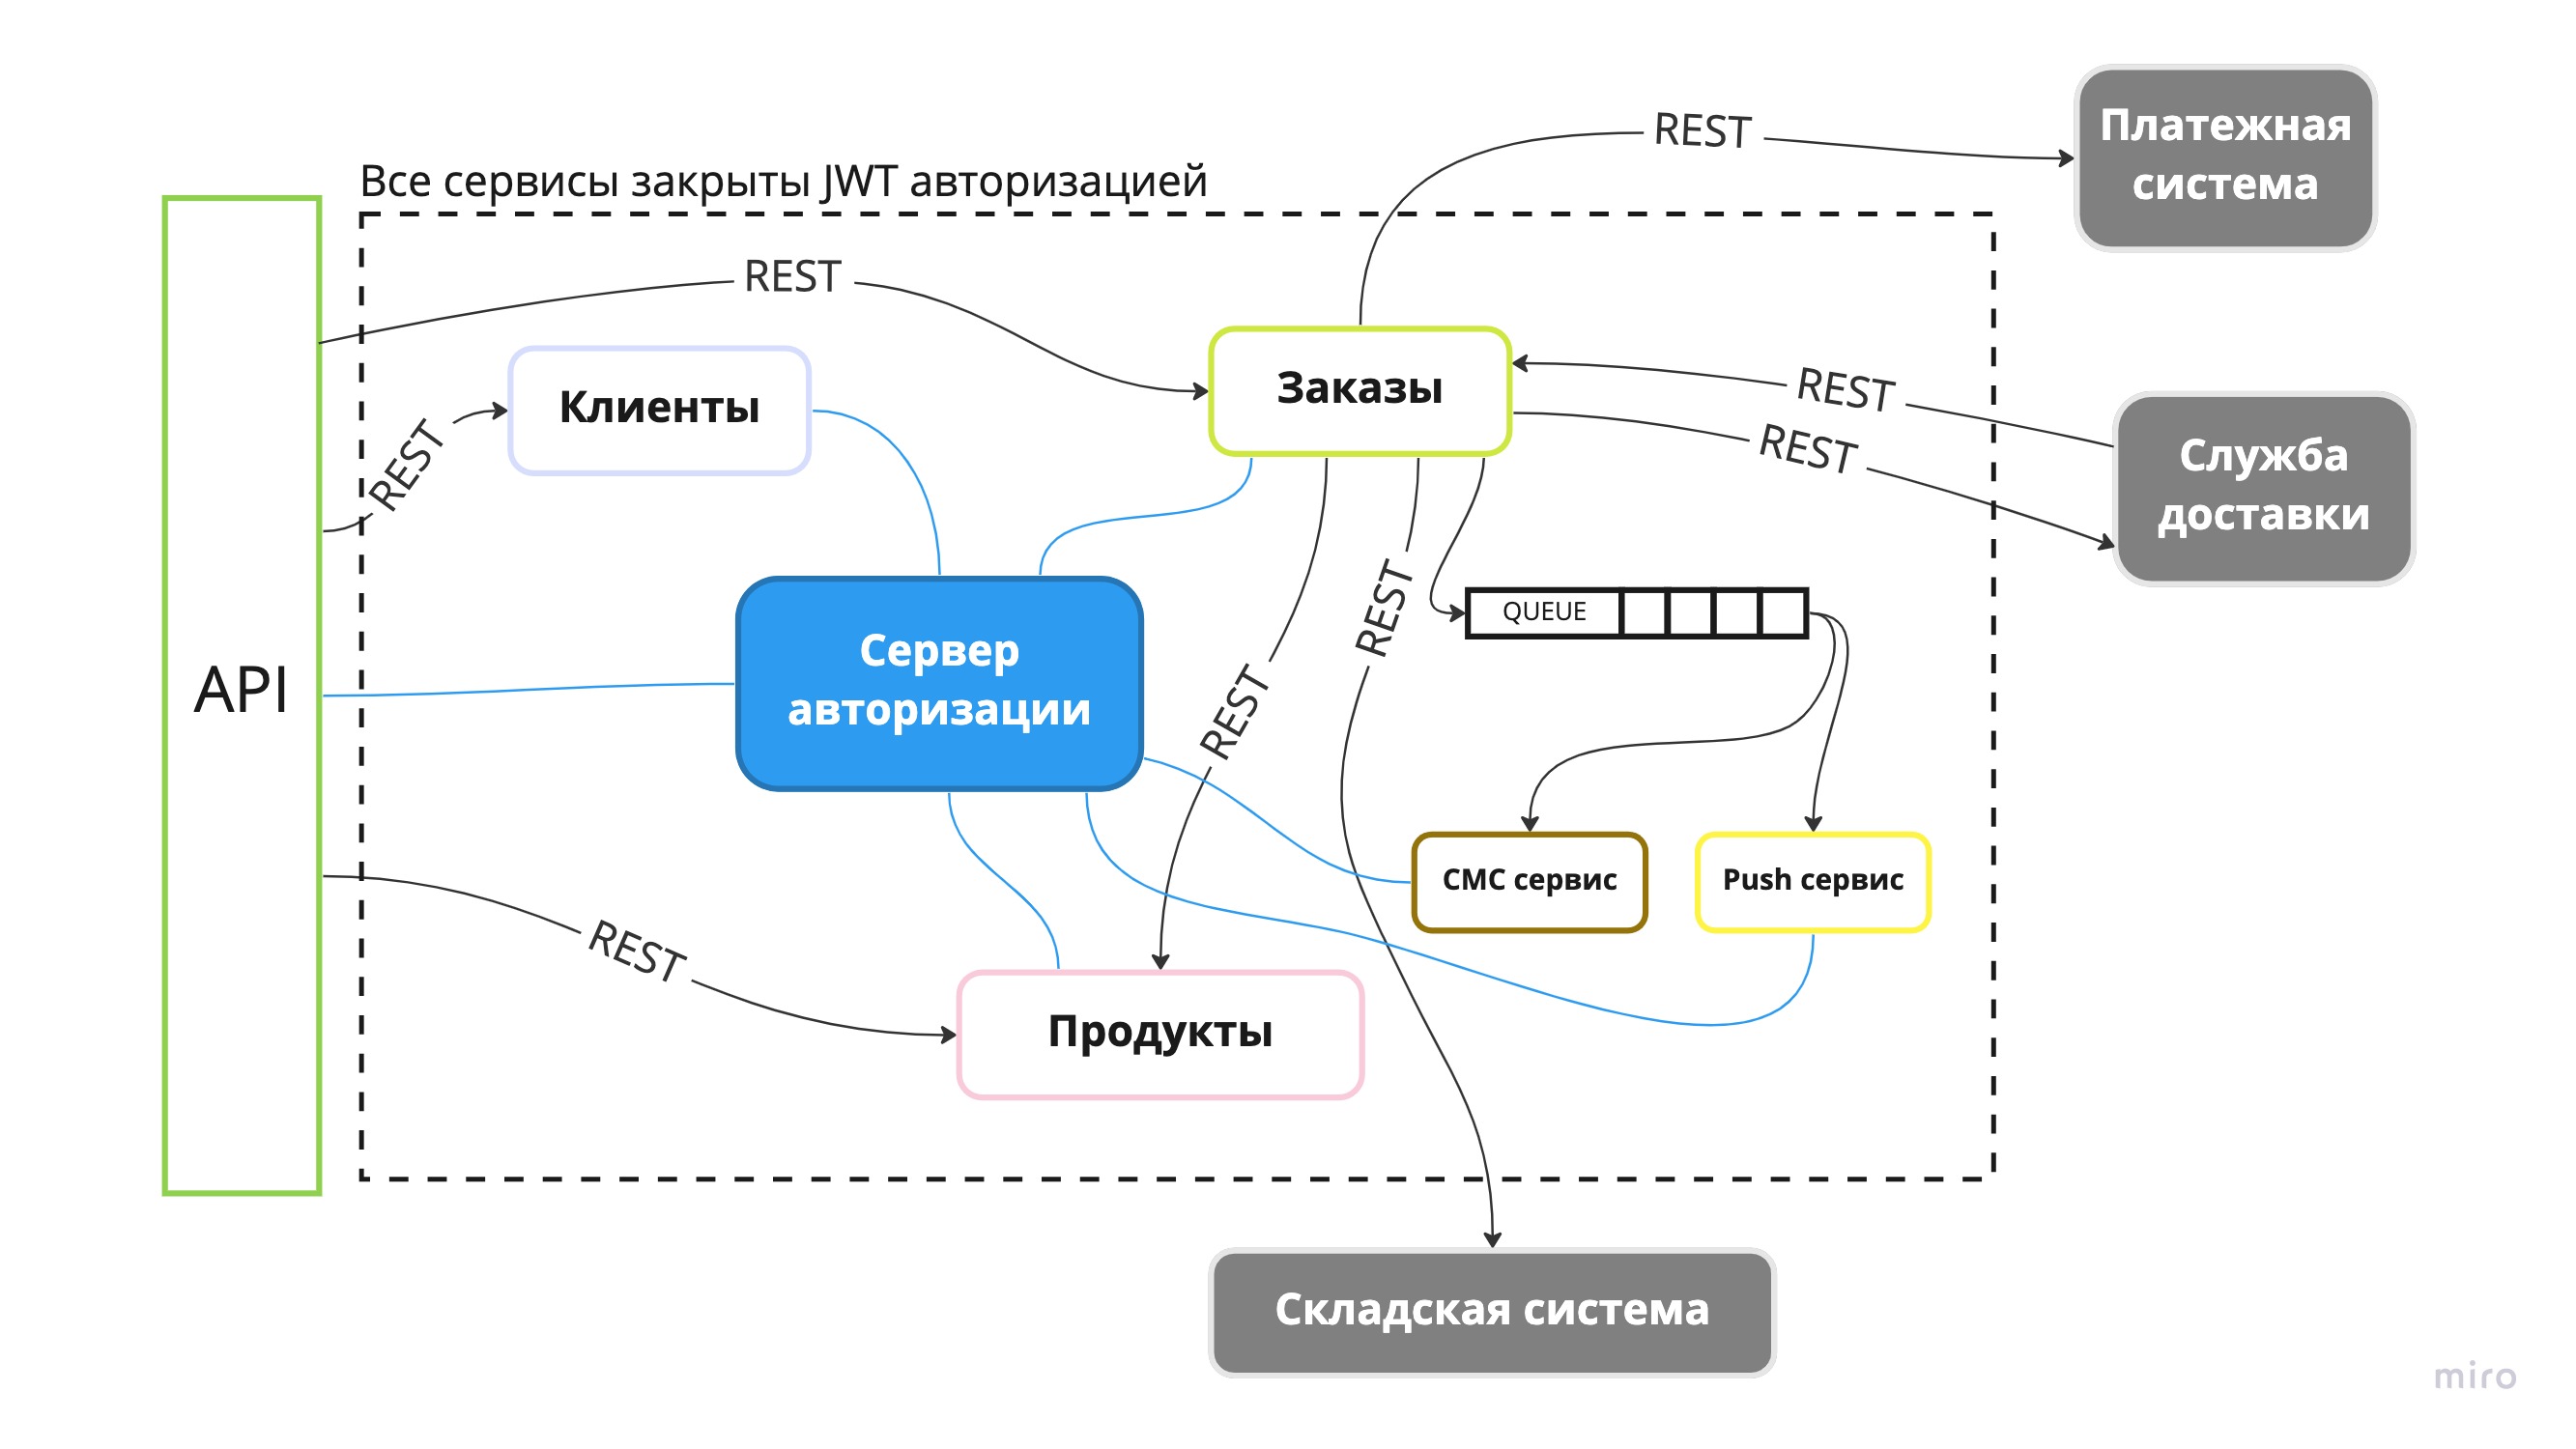 Платежная
система
REST
Все сервисы закрыты JWT авторизацией
REST
REST
Клиенты
Заказы
REST
REST
Служба
доставки
REST
API
Сервер
авторизации
QUEUE
REST
REST
СМС сервис
Push сервис
REST
Продукты
Складская система
miro